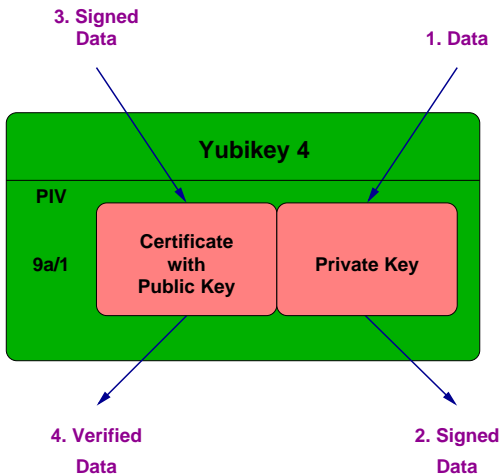 3. Signed
Data
1. Data
Yubikey 4
PIV
9a/1
Certificate
with
Public Key
Private Key
4. Verified
Data
2. Signed
Data